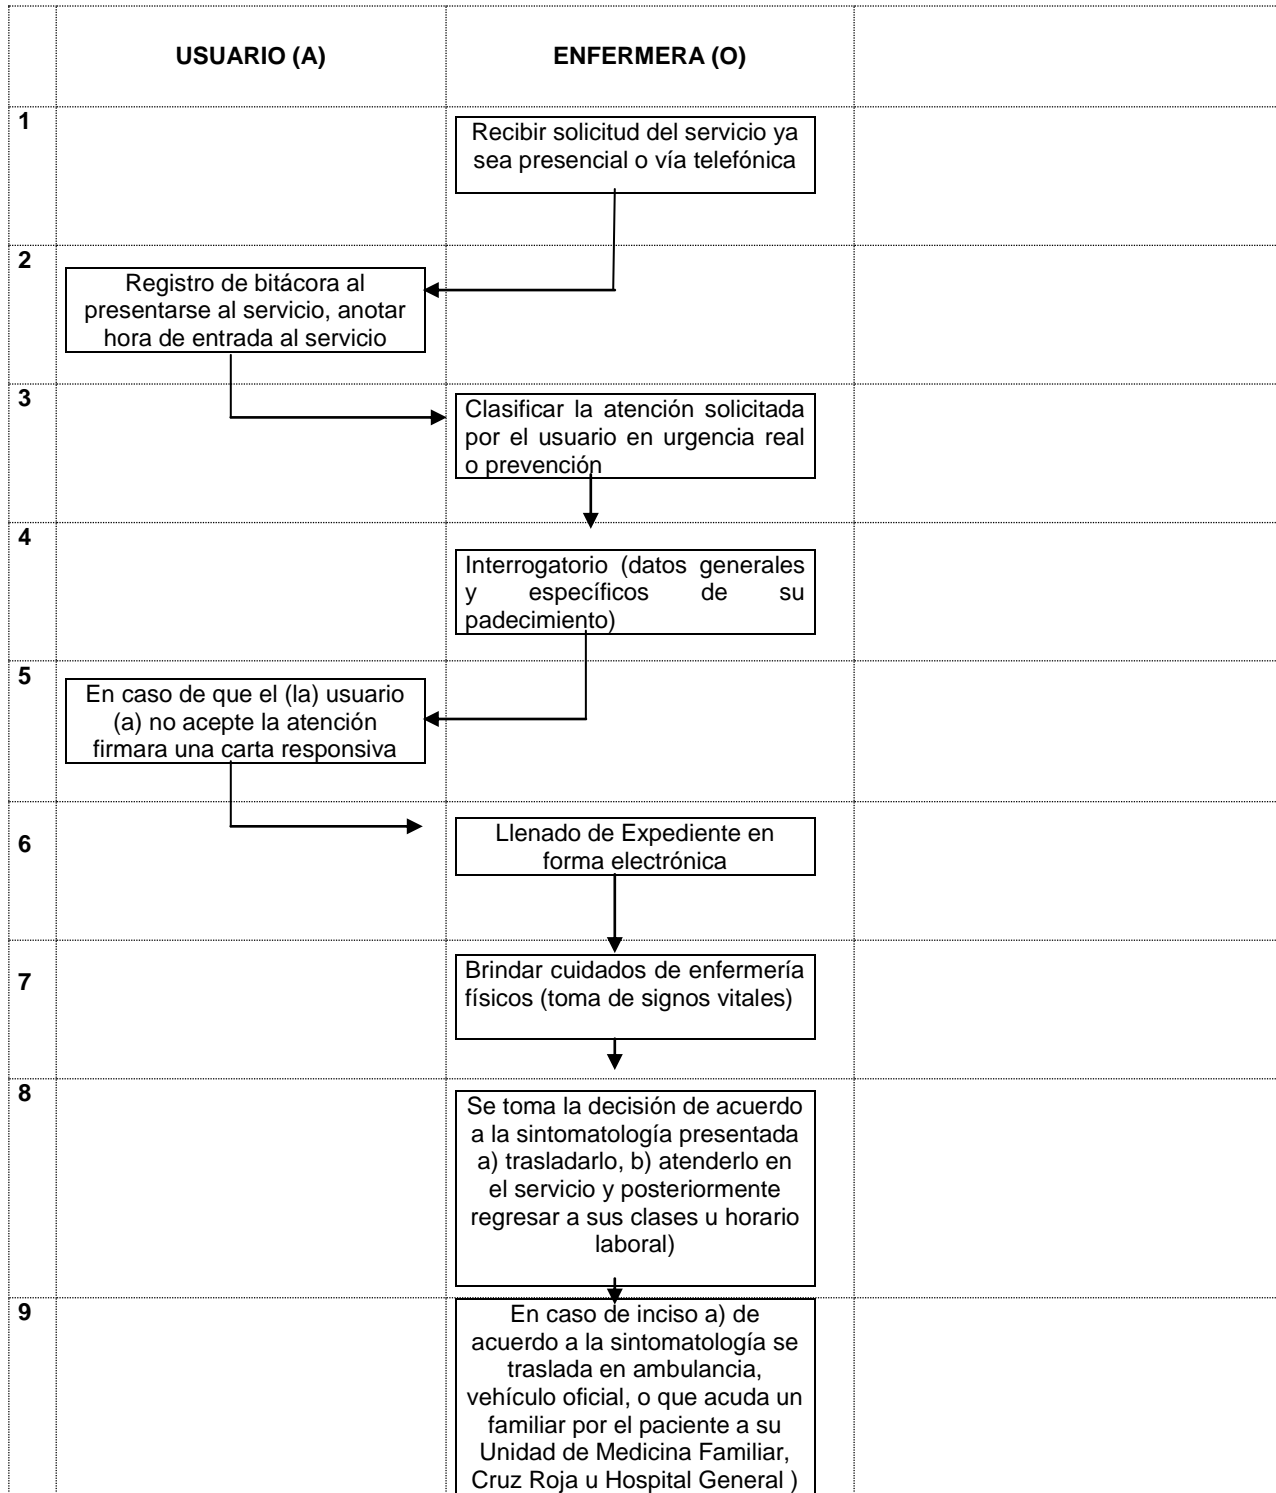 USUARIO (A)
ENFERMERA (O)
1
Recibir solicitud del servicio ya
sea presencial o vía telefónica
2
Registro de bitácora al
presentarse al servicio, anotar
hora de entrada al servicio
3
Clasificar la atención solicitada
por el usuario en urgencia real
o prevención
4
Interrogatorio (datos generales
y específicos de su
padecimiento)
5
En caso de que el (la) usuario
(a) no acepte la atención
firmara una carta responsiva
6
Llenado de Expediente en
forma electrónica
7
Brindar cuidados de enfermería
físicos (toma de signos vitales)
8
Se toma la decisión de acuerdo
a la sintomatología presentada
a) trasladarlo, b) atenderlo en
el servicio y posteriormente
regresar a sus clases u horario
laboral)
9
En caso de inciso a) de
acuerdo a la sintomatología se
traslada en ambulancia,
vehículo oficial, o que acuda un
familiar por el paciente a su
Unidad de Medicina Familiar,
Cruz Roja u Hospital General )